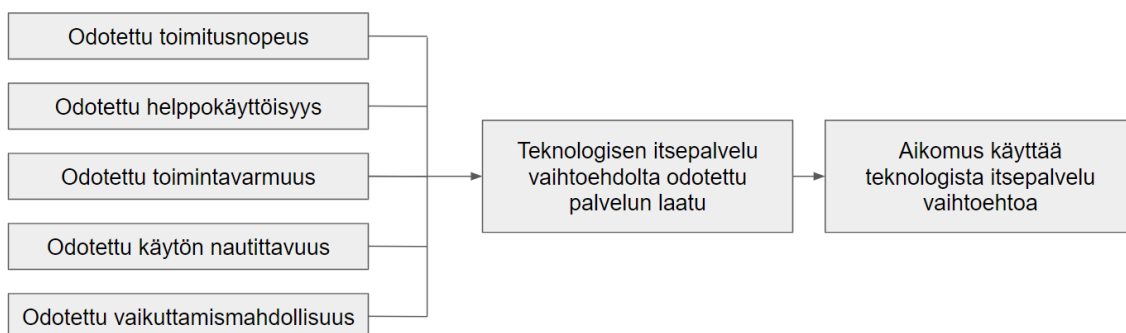 Odotettu toimitusnopeus
Odotettu helppokäyttöisyys
Odotettu toimintavarmuus
Odotettu käytön nautittavuus
Odotettu vaikuttamismahdollisuus
Teknologisen itsepalvelu
vaihtoehdolta odotettu
palvelun laatu
Aikomus käyttää
teknologista itsepalvelu
vaihtoehtoa